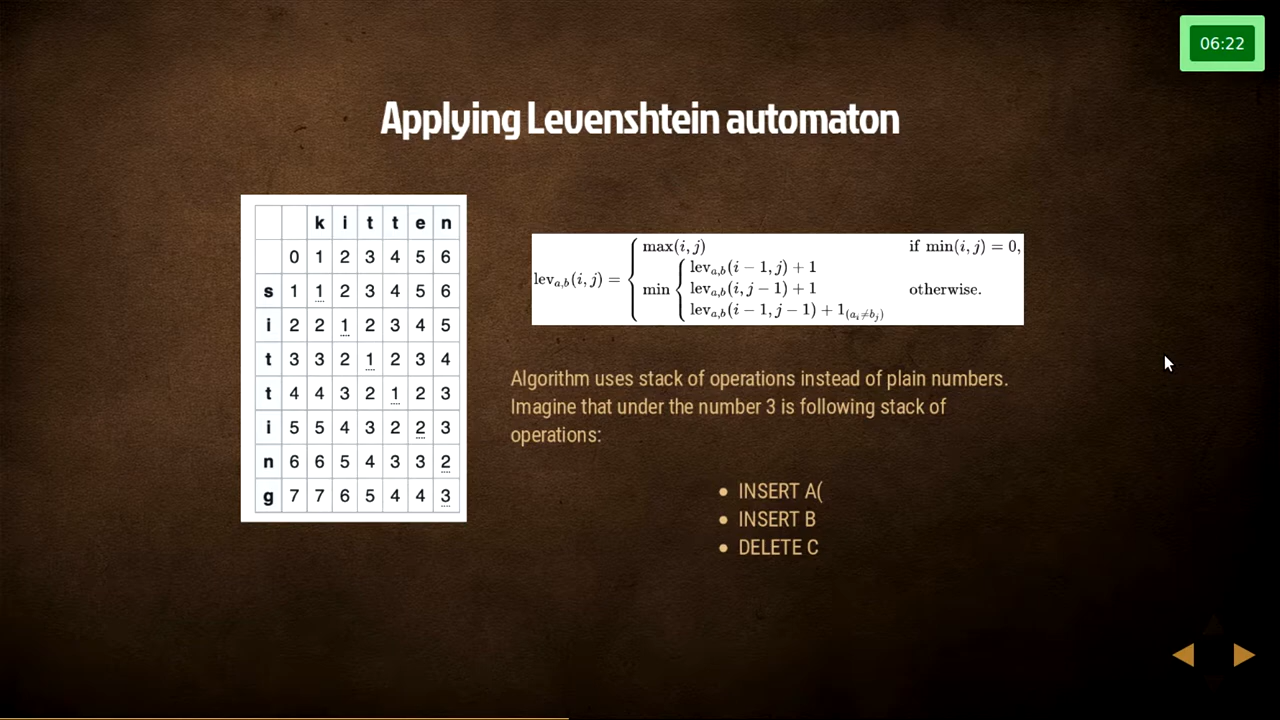 06:22
Applying Levenshtein automaton
k i t t e n
0 1 2 3 4 5 6
s 1 1 2 3 4 5 6
i 2 2 1 2 3 4 5
t 3 3 2 1 2 3 4
t 4 4 3 2 1 2 3
i 5 5 4 3 2 2 3
n 6 6 5 4 3 3 2
g 7 7 6 5 4 4 3
max(i, j) if min(i, j) = 0,
lev_{a,b}(i − 1, j) + 1
lev_{a,b}(i, j) = { min { lev_{a,b}(i, j − 1) + 1 otherwise.
lev_{a,b}(i − 1, j − 1) + 1_{(a_i≠b_j)}
Algorithm uses stack of operations instead of plain numbers.
Imagine that under the number 3 is following stack of
operations:
• INSERT A(
• INSERT B
• DELETE C